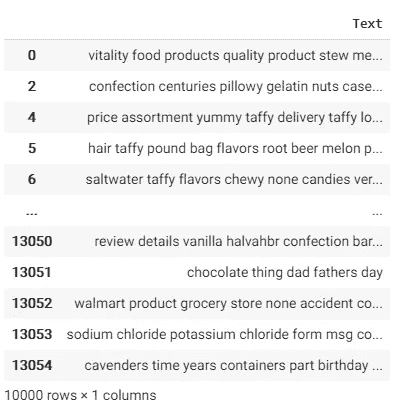 Text
0 vitality food products quality product stew me...
2 confection centuries pillowy gelatin nuts case...
4 price assortment yummy taffy delivery taffy lo...
5 hair taffy pound bag flavors root beer melon p...
6 saltwater taffy flavors chewy none candies ver...
... ...
13050 review details vanilla halvahbr confection bar...
13051 chocolate thing dad fathers day
13052 walmart product grocery store none accident co...
13053 sodium chloride potassium chloride form msg co...
13054 cavenders time years containers part birthday ...
10000 rows × 1 columns